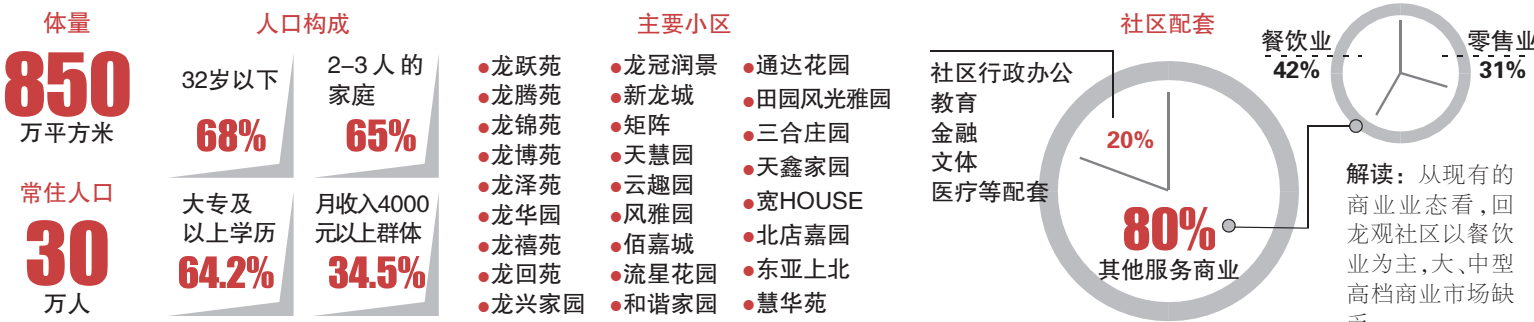 体量
850
万平方米
常住人口
30
万人
人口构成
32岁以下
68%
2-3人的
家庭
65%
大专及
以上学历
64.2%
月收入4000
元以上群体
34.5%
主要小区
●龙跃苑
●龙腾苑
●龙锦苑
●龙博苑
●龙泽苑
●龙华园
●龙禧苑
●龙回苑
●龙兴家园
●龙冠润景
●新龙城
●矩阵
●天慧园
●云趣园
●风雅园
●佰嘉城
●流星花园
●和谐家园
●通达花园
●田园风光雅园
●三合庄园
●天鑫家园
●宽HOUSE
●北店嘉园
●东亚上北
●慧华苑
社区配套
社区行政办公
教育
金融
文体
医疗等配套
20%
80%
其他服务商业
餐饮业
42%
零售业
31%
解读：从现有的
商业业态看，回
龙观社区以餐饮
业为主，大、中型
高档商业市场缺